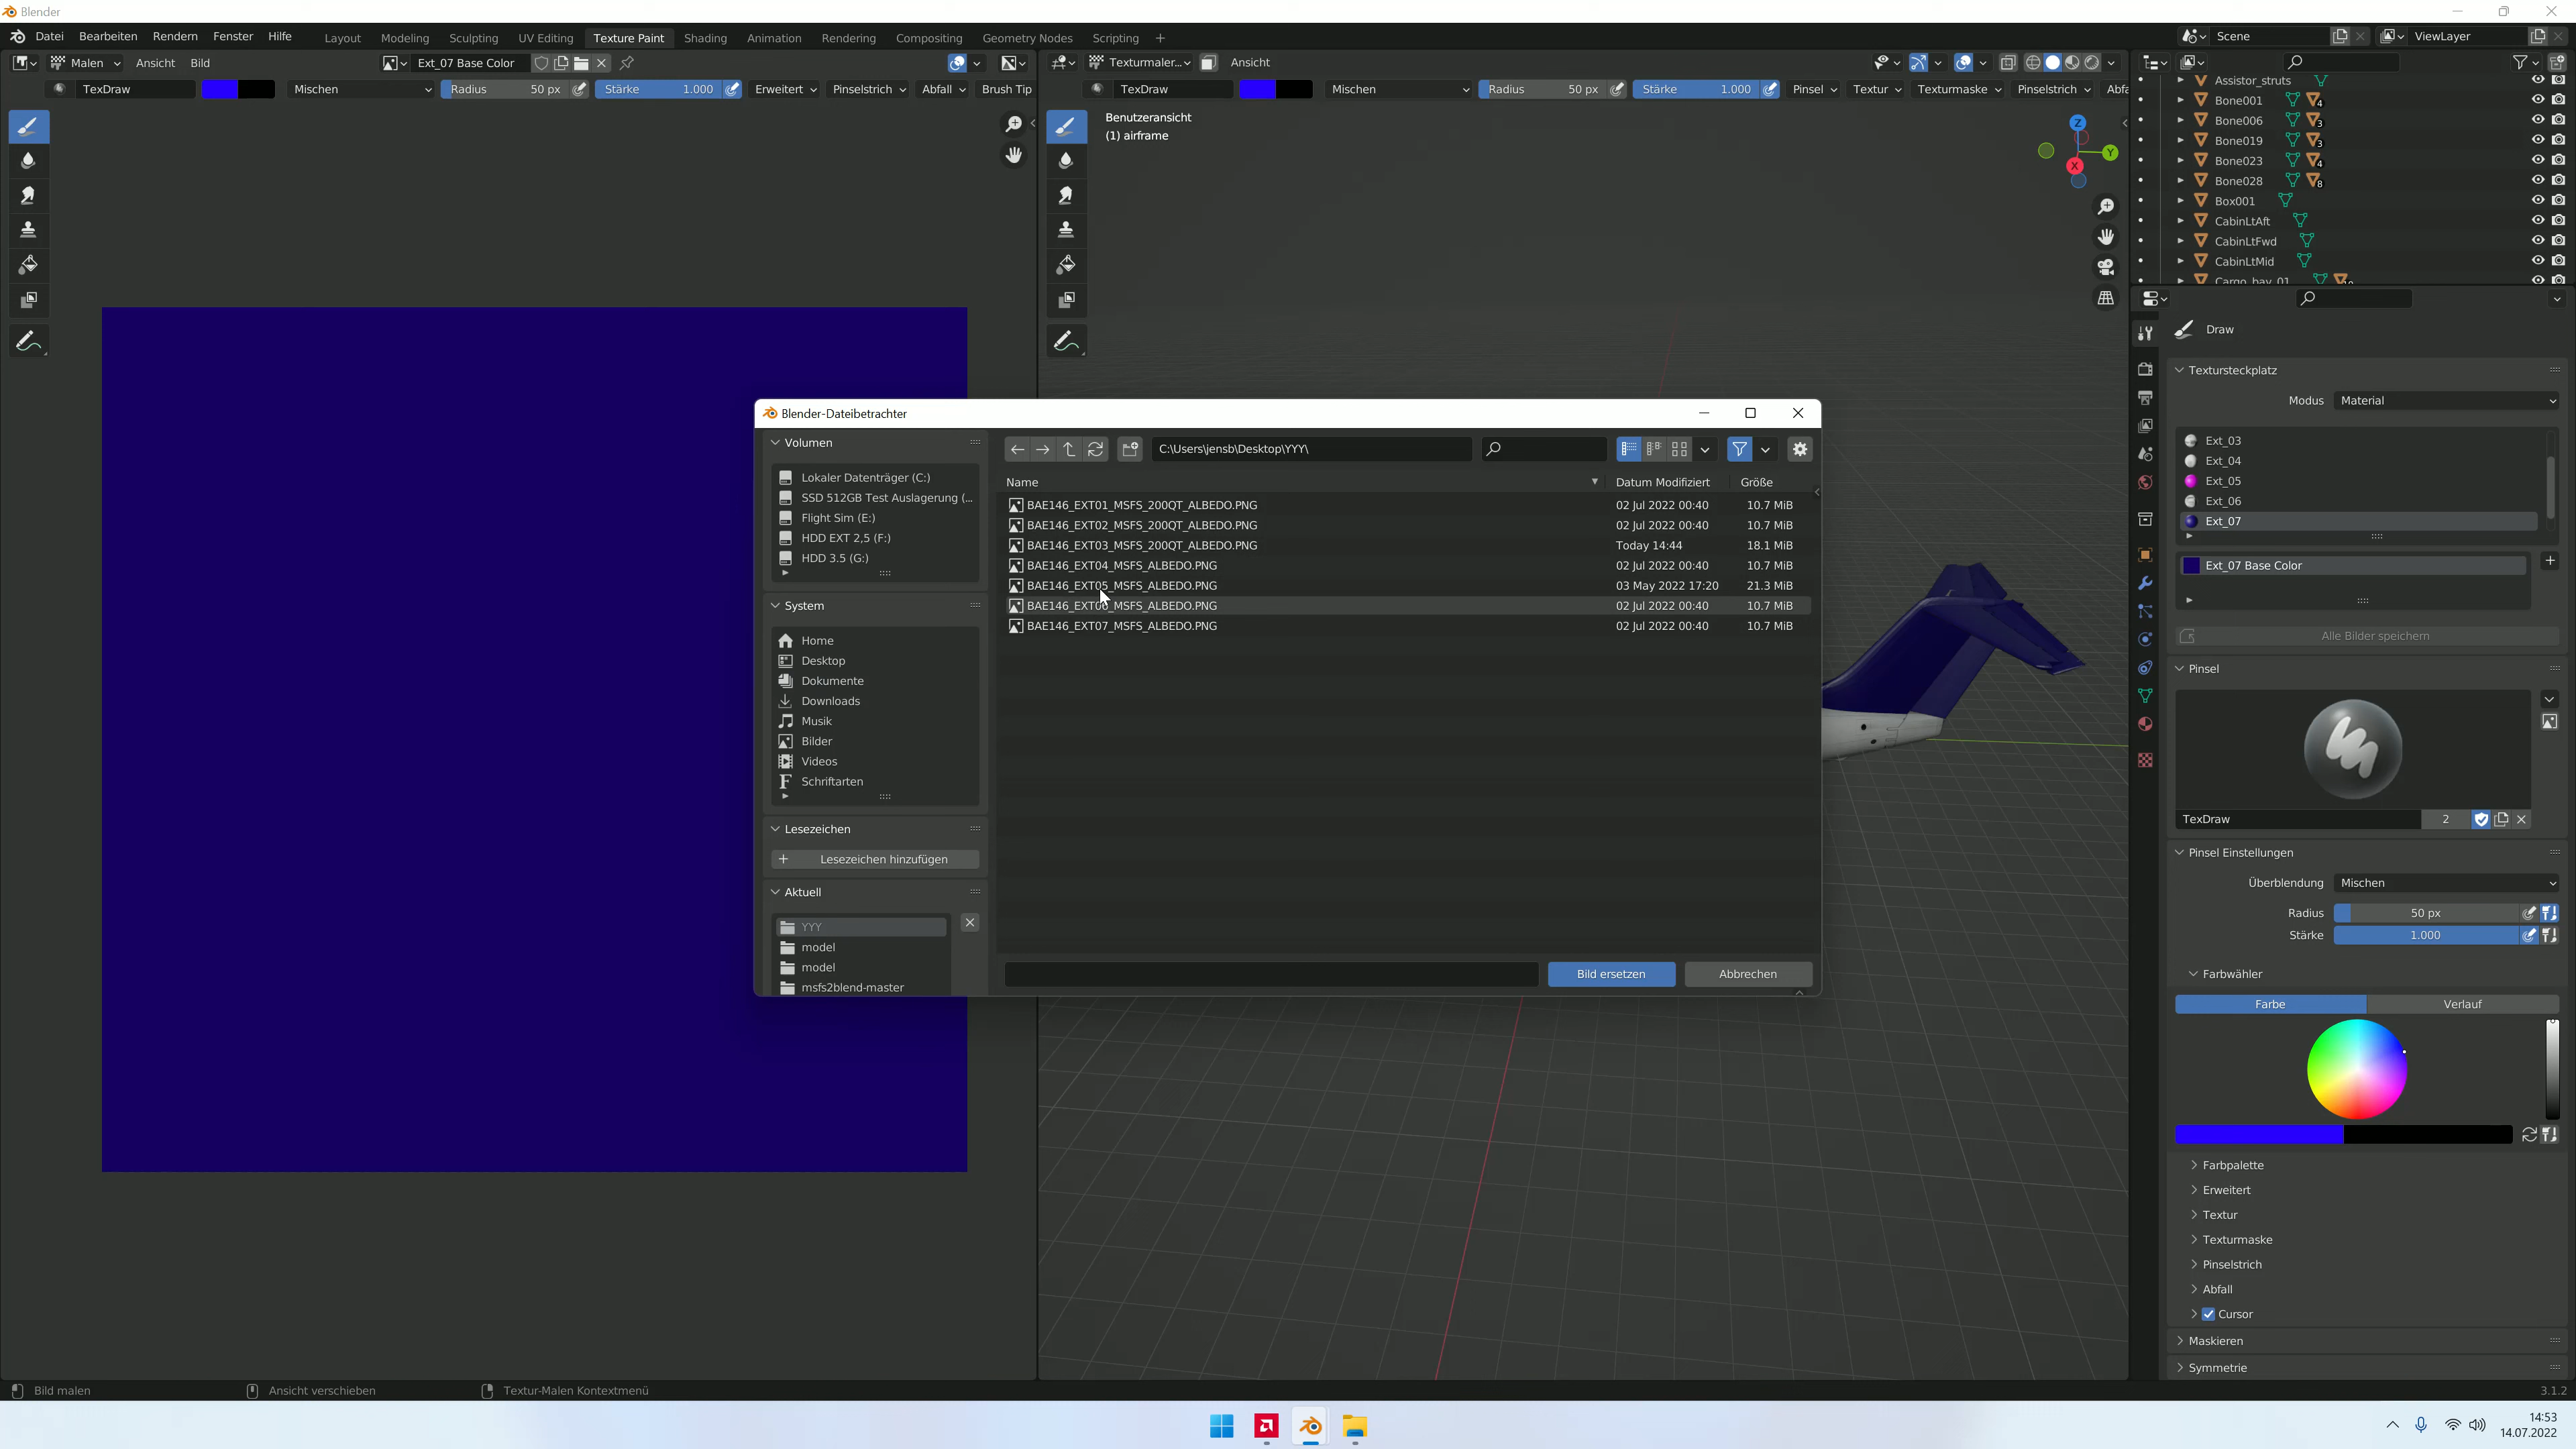 Blender
Datei Bearbeiten Rendern Fenster Hilfe Layout Modeling Sculpting UV Editing Texture Paint Shading Animation Rendering Compositing Geometry Nodes Scripting + Scene ViewLayer
Malen Ansicht Bild Ext_07 Base Color Texturmaler... Ansicht
TexDraw Mischen Radius 50 px Stärke 1.000 Erweitert Pinselstrich Abfall Brush Tip TexDraw Mischen Radius 50 px Stärke 1.000 Pinsel Textur Texturmaske Pinselstrich Abfa
Benutzeransicht
(1) airframe
Z
Y
X
Assistor_struts
Bone001 4
Bone006 3
Bone019 3
Bone023 4
Bone028 8
Box001
CabinLtAft
CabinLtFwd
CabinLtMid
Cargo_bay_01
Draw
Textursteckplatz
Modus Material
Ext_03
Ext_04
Ext_05
Ext_06
Ext_07
Ext_07 Base Color
Alle Bilder speichern
Pinsel
TexDraw 2
Pinsel Einstellungen
Überblendung Mischen
Radius 50 px
Stärke 1.000
Farbwähler
Farbe Verlauf
Farbpalette
Erweitert
Textur
Texturmaske
Pinselstrich
Abfall
Cursor
Maskieren
Symmetrie
Blender-Dateibetrachter
Volumen
Lokaler Datenträger (C:)
SSD 512GB Test Auslagerung (...
Flight Sim (E:)
HDD EXT 2,5 (F:)
HDD 3.5 (G:)
System
Home
Desktop
Dokumente
Downloads
Musik
Bilder
Videos
Schriftarten
Lesezeichen
Lesezeichen hinzufügen
Aktuell
YYY
model
model
msfs2blend-master
C:\Users\jensb\Desktop\YYY\
Name Datum Modifiziert Größe
BAE146_EXT01_MSFS_200QT_ALBEDO.PNG 02 Jul 2022 00:40 10.7 MiB
BAE146_EXT02_MSFS_200QT_ALBEDO.PNG 02 Jul 2022 00:40 10.7 MiB
BAE146_EXT03_MSFS_200QT_ALBEDO.PNG Today 14:44 18.1 MiB
BAE146_EXT04_MSFS_ALBEDO.PNG 02 Jul 2022 00:40 10.7 MiB
BAE146_EXT05_MSFS_ALBEDO.PNG 03 May 2022 17:20 21.3 MiB
BAE146_EXT06_MSFS_ALBEDO.PNG 02 Jul 2022 00:40 10.7 MiB
BAE146_EXT07_MSFS_ALBEDO.PNG 02 Jul 2022 00:40 10.7 MiB
Bild ersetzen Abbrechen
Bild malen Ansicht verschieben Textur-Malen Kontextmenü 3.1.2
14:53
14.07.2022